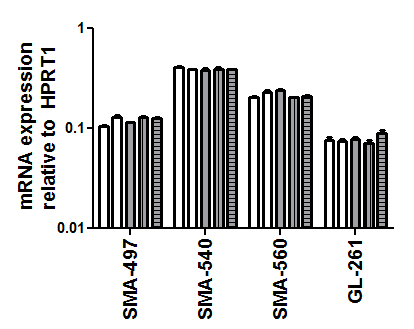 mRNA expression
relative to HPRT1
1
0.1
0.01
SMA-497
SMA-540
SMA-560
GL-261